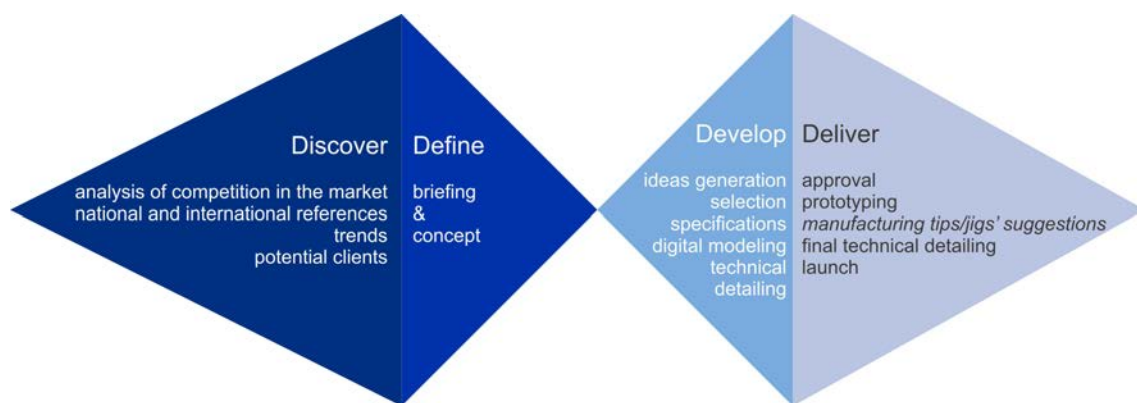 Discover
analysis of competition in the market
national and international references
trends
potential clients
Define
briefing
&
concept
Develop
ideas generation
selection
specifications
digital modeling
technical
detailing
Deliver
approval
prototyping
manufacturing tips/jigs' suggestions
final technical detailing
launch